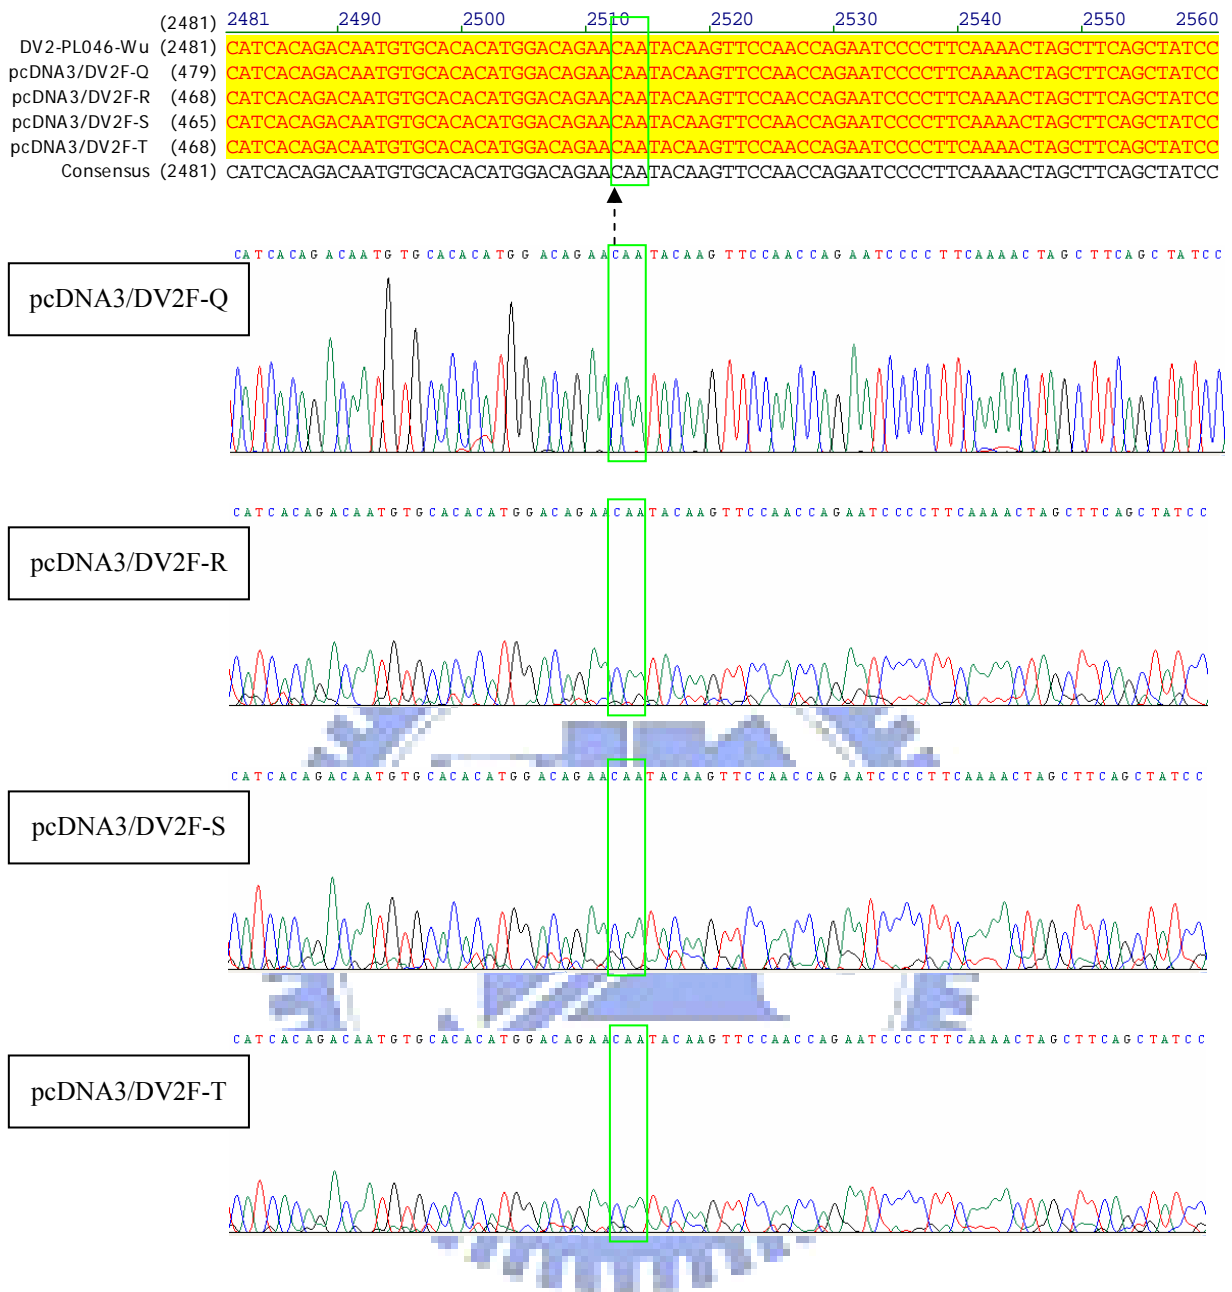 (2481) 2481 2490 2500 2510 2520 2530 2540 2550 2560
DV2-PL046-Wu (2481) CATCACAGACAATGTGCACACATGGACAGAACAATACAAGTTCCAACCAGAATCCCCTTCAAAACTAGCTTCAGCTATCC
pcDNA3/DV2F-Q (479) CATCACAGACAATGTGCACACATGGACAGAACAATACAAGTTCCAACCAGAATCCCCTTCAAAACTAGCTTCAGCTATCC
pcDNA3/DV2F-R (468) CATCACAGACAATGTGCACACATGGACAGAACAATACAAGTTCCAACCAGAATCCCCTTCAAAACTAGCTTCAGCTATCC
pcDNA3/DV2F-S (465) CATCACAGACAATGTGCACACATGGACAGAACAATACAAGTTCCAACCAGAATCCCCTTCAAAACTAGCTTCAGCTATCC
pcDNA3/DV2F-T (468) CATCACAGACAATGTGCACACATGGACAGAACAATACAAGTTCCAACCAGAATCCCCTTCAAAACTAGCTTCAGCTATCC
Consensus (2481) CATCACAGACAATGTGCACACATGGACAGAACAATACAAGTTCCAACCAGAATCCCCTTCAAAACTAGCTTCAGCTATCC
CATCACAGACAATGTGCACACATGGACAGAACAATACAAGTTCCAACCAGAATCCCCTTCAAAACTAGCTTCAGCTATCC
pcDNA3/DV2F-Q
CATCACAGACAATGTGCACACATGGACAGAACAATACAAGTTCCAACCAGAATCCCCTTCAAAACTAGCTTCAGCTATCC
pcDNA3/DV2F-R
CATCACAGACAATGTGCACACATGGACAGAACAATACAAGTTCCAACCAGAATCCCCTTCAAAACTAGCTTCAGCTATCC
pcDNA3/DV2F-S
CATCACAGACAATGTGCACACATGGACAGAACAATACAAGTTCCAACCAGAATCCCCTTCAAAACTAGCTTCAGCTATCC
pcDNA3/DV2F-T